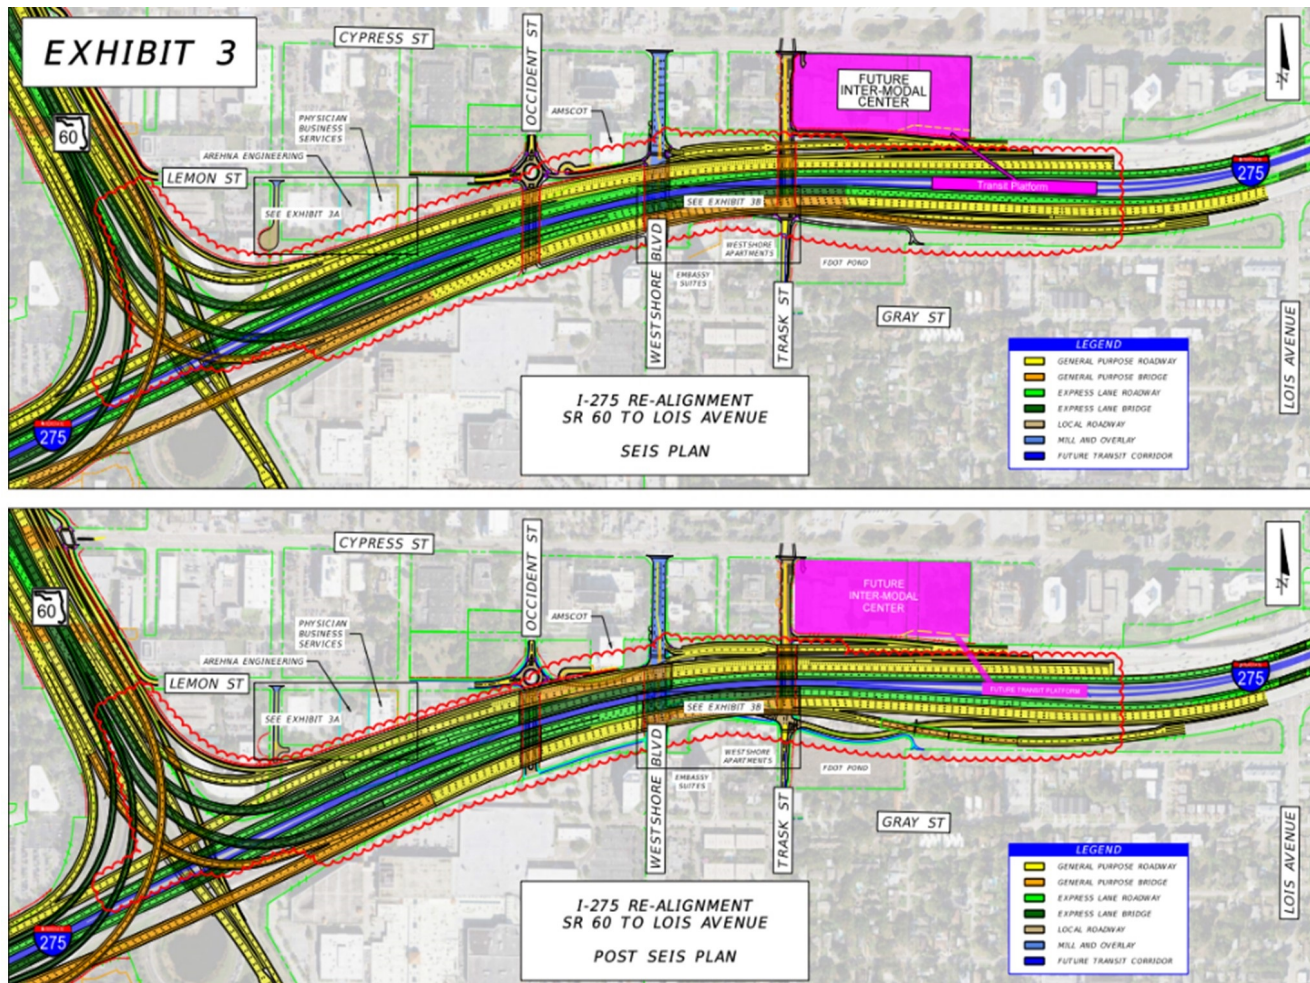 EXHIBIT 3
CYPRESS ST
OCCIDENT ST
FUTURE
INTER-MODAL
CENTER
AMSCOT
PHYSICIAN
BUSINESS
SERVICES
60
AREHNA ENGINEERING
LEMON ST
275
Transit Platform
SEE EXHIBIT 3A
SEE EXHIBIT 3B
WESTSHORE
APARTMENTS
FDOT POND
EMBASSY
SUITES
WESTSHORE BLVD
TRASK ST
GRAY ST
LOIS AVENUE
LEGEND
GENERAL PURPOSE ROADWAY
GENERAL PURPOSE BRIDGE
EXPRESS LANE ROADWAY
EXPRESS LANE BRIDGE
LOCAL ROADWAY
MILL AND OVERLAY
FUTURE TRANSIT CORRIDOR
I-275 RE-ALIGNMENT
SR 60 TO LOIS AVENUE
SEIS PLAN
275
CYPRESS ST
OCCIDENT ST
FUTURE
INTER-MODAL
CENTER
60
AMSCOT
PHYSICIAN
BUSINESS
SERVICES
AREHNA ENGINEERING
LEMON ST
275
FUTURE TRANSIT PLATFORM
SEE EXHIBIT 3A
SEE EXHIBIT 3B
WESTSHORE
APARTMENTS
FDOT POND
EMBASSY
SUITES
WESTSHORE BLVD
TRASK ST
GRAY ST
LOIS AVENUE
LEGEND
GENERAL PURPOSE ROADWAY
GENERAL PURPOSE BRIDGE
EXPRESS LANE ROADWAY
EXPRESS LANE BRIDGE
LOCAL ROADWAY
MILL AND OVERLAY
FUTURE TRANSIT CORRIDOR
I-275 RE-ALIGNMENT
SR 60 TO LOIS AVENUE
POST SEIS PLAN
275